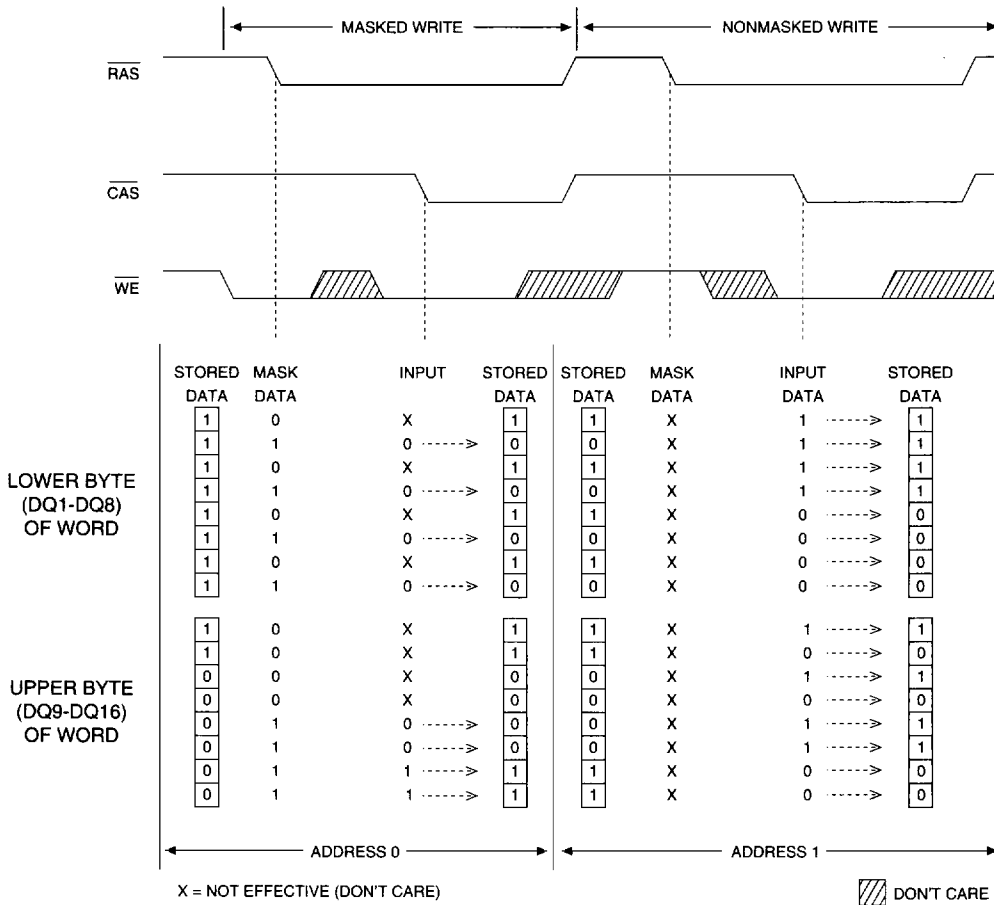 MASKED WRITE NONMASKED WRITE
RAS
CAS
WE
STORED MASK INPUT STORED STORED MASK INPUT STORED
DATA DATA DATA DATA DATA DATA DATA
1 0 X 1 1 X 1 1
1 1 0 0 0 X 1 1
1 0 X 1 1 X 1 1
LOWER BYTE
1 1 0 0 0 X 1 1
(DQ1-DQ8)
1 0 X 1 1 X 0 0
OF WORD
1 1 0 0 0 X 0 0
1 0 X 1 1 X 0 0
1 1 0 0 0 X 0 0
1 0 X 1 1 X 1 1
1 0 X 1 1 X 0 0
0 0 X 0 0 X 1 1
UPPER BYTE
0 0 X 0 0 X 0 0
(DQ9-DQ16)
0 1 0 0 0 X 1 1
OF WORD
0 1 0 0 0 X 1 1
0 1 1 1 1 X 0 0
0 1 1 1 1 X 0 0
ADDRESS 0 ADDRESS 1
X = NOT EFFECTIVE (DON'T CARE) DON'T CARE